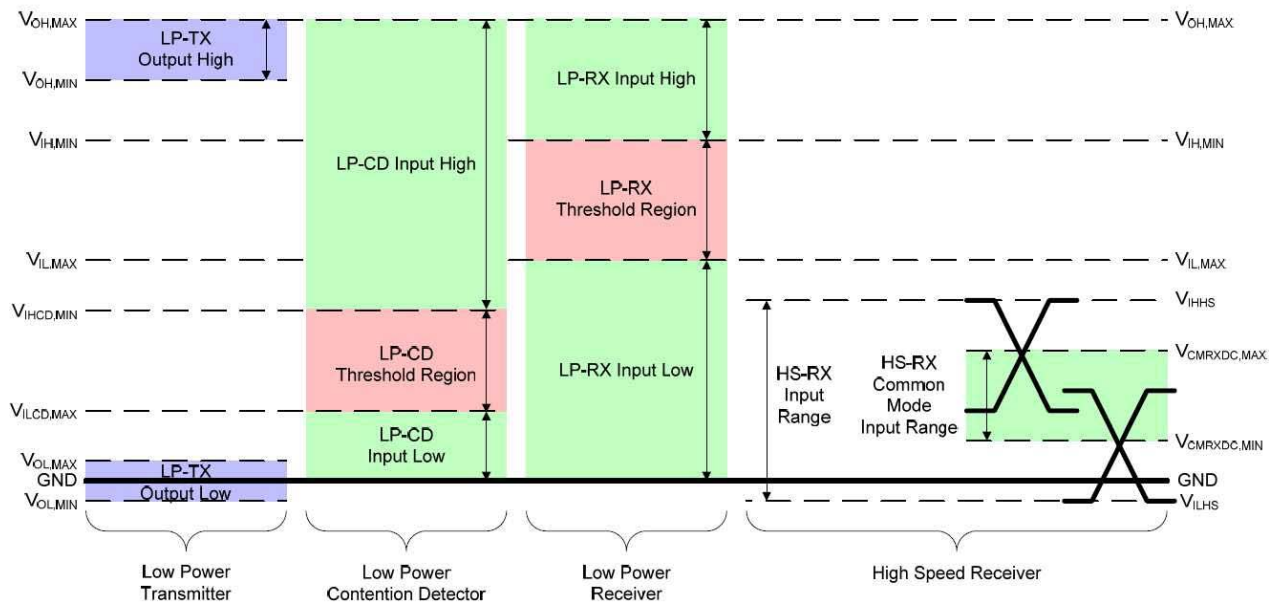 VOH,MAX
LP-TX
Output High
VOH,MIN
VIH,MIN
VIL,MAX
VIHCD,MIN
VILCD,MAX
VOL,MAX
GND
VOL,MIN
LP-TX
Output Low
LP-CD Input High
LP-CD
Threshold Region
LP-CD
Input Low
LP-RX Input High
LP-RX
Threshold Region
LP-RX Input Low
HS-RX
Input
Range
HS-RX
Common
Mode
Input Range
VOH,MAX
VIH,MIN
VIL,MAX
VIHHS
VCMRXDC,MAX
VCMRXDC,MIN
GND
VILHS
Low Power
Transmitter
Low Power
Contention Detector
Low Power
Receiver
High Speed Receiver